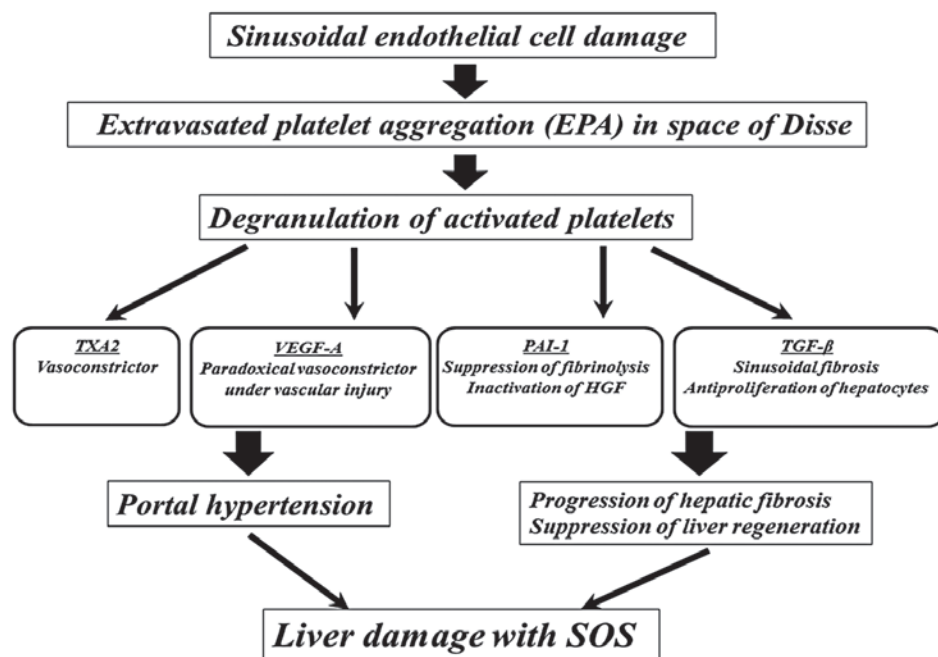 Sinusoidal endothelial cell damage
Extravasated platelet aggregation (EPA) in space of Disse
Degranulation of activated platelets
TXA2
Vasoconstrictor
VEGF-A
Paradoxical vasoconstrictor
under vascular injury
PAI-1
Suppression of fibrinolysis
Inactivation of HGF
TGF-β
Sinusoidal fibrosis
Antiproliferation of hepatocytes
Portal hypertension
Progression of hepatic fibrosis
Suppression of liver regeneration
Liver damage with SOS